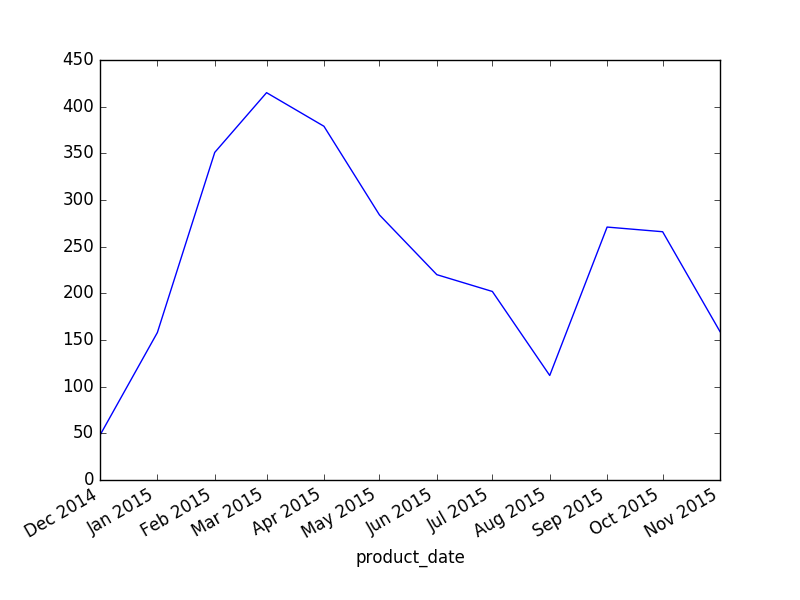 450
400
350
300
250
200
150
100
50
0
Dec 2014
Jan 2015
Feb 2015
Mar 2015
Apr 2015
May 2015
Jun 2015
Jul 2015
Aug 2015
Sep 2015
Oct 2015
Nov 2015
product_date